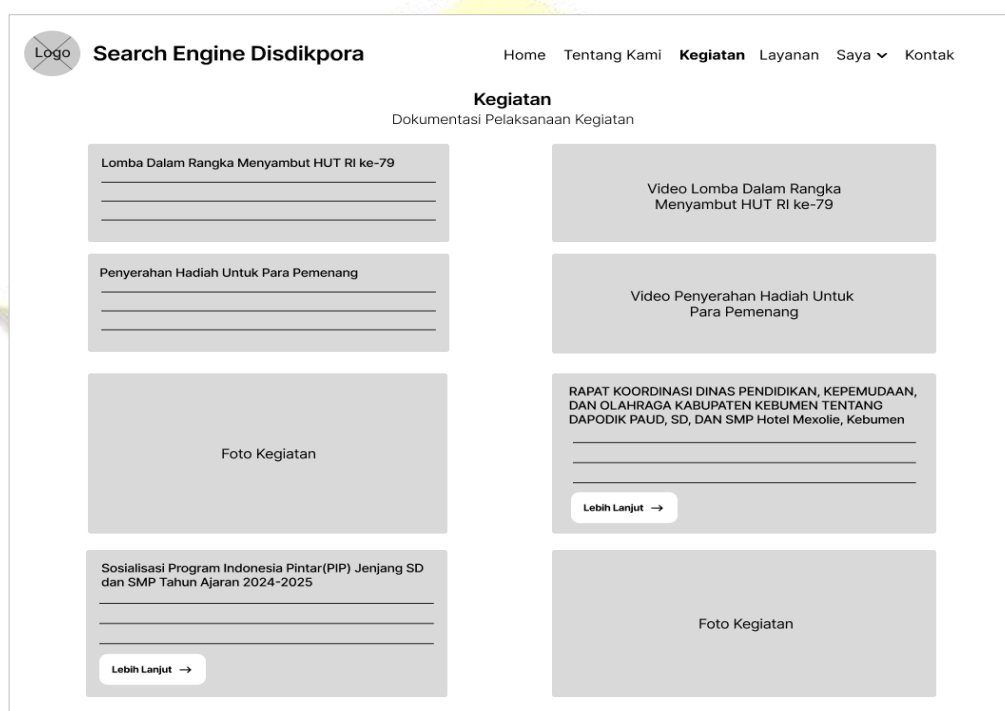 Logo
Search Engine Disdikpora
Home Tentang Kami Kegiatan Layanan Saya Kontak
Kegiatan
Dokumentasi Pelaksanaan Kegiatan
Lomba Dalam Rangka Menyambut HUT RI ke-79
Video Lomba Dalam Rangka
Menyambut HUT RI ke-79
Penyerahan Hadiah Untuk Para Pemenang
Video Penyerahan Hadiah Untuk
Para Pemenang
Foto Kegiatan
RAPAT KOORDINASI DINAS PENDIDIKAN, KEPEMUDAAN,
DAN OLAHRAGA KABUPATEN KEBUMEN TENTANG
DAPODIK PAUD, SD, DAN SMP Hotel Mexolie, Kebumen
Lebih Lanjut →
Sosialisasi Program Indonesia Pintar(PIP) Jenjang SD
dan SMP Tahun Ajaran 2024-2025
Lebih Lanjut →
Foto Kegiatan